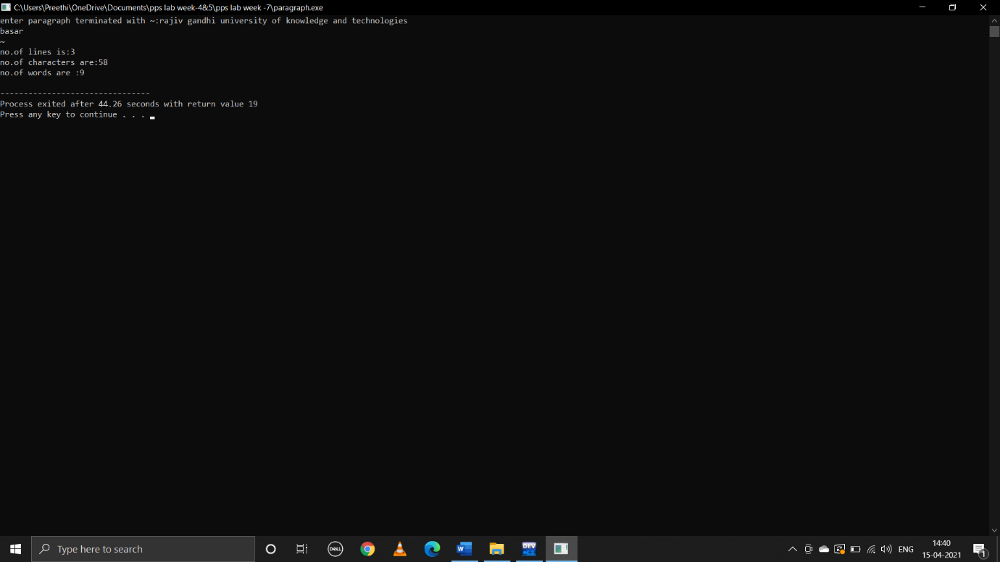 C:\Users\Preethi\OneDrive\Documents\pps lab week-4&5\pps lab week -7\paragraph.exe
enter paragraph terminated with ~:rajiv gandhi university of knowledge and technologies
basar
~
no.of lines is:3
no.of characters are:58
no.of words are :9
--------------------------------
Process exited after 44.26 seconds with return value 19
Press any key to continue . . .
Type here to search
DELL
W
DEV
C++
ENG
14:40
15-04-2021
1